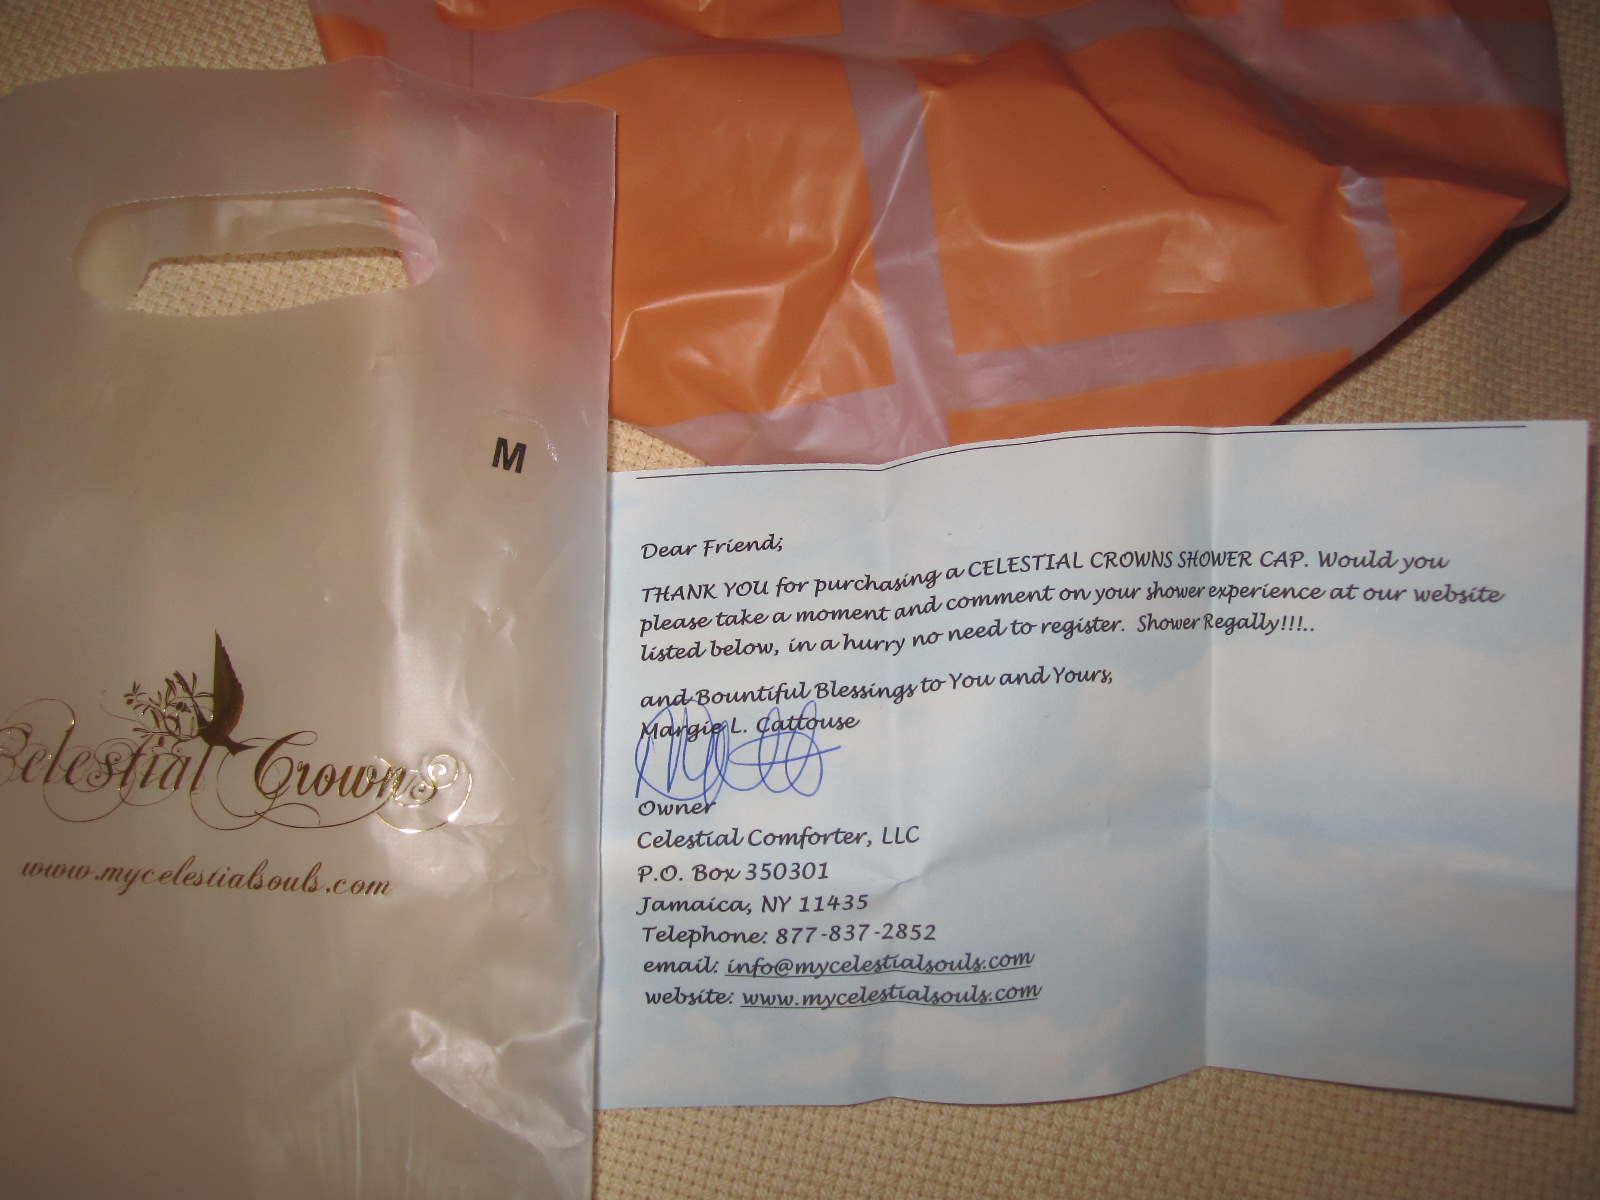 M
Celestial Crowns
www.mycelestialsouls.com
Dear Friend;
THANK YOU for purchasing a CELESTIAL CROWNS SHOWER CAP. Would you
please take a moment and comment on your shower experience at our website
listed below, in a hurry no need to register. Shower Regally!!!..
and Bountiful Blessings to You and Yours,
Margie L. Cattouse
Owner
Celestial Comforter, LLC
P.O. Box 350301
Jamaica, NY 11435
Telephone: 877-837-2852
email: info@mycelestialsouls.com
website: www.mycelestialsouls.com